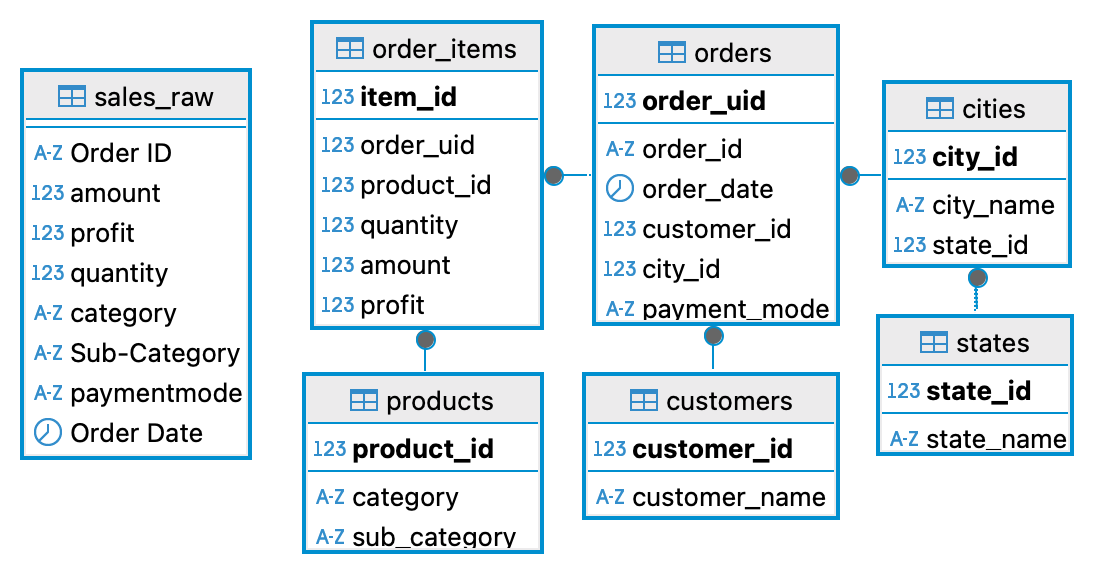 sales_raw
A-Z Order ID
123 amount
123 profit
123 quantity
A-Z category
A-Z Sub-Category
A-Z paymentmode
Order Date
order_items
123 item_id
123 order_uid
123 product_id
123 quantity
123 amount
123 profit
orders
123 order_uid
A-Z order_id
order_date
123 customer_id
123 city_id
A-Z payment_mode
cities
123 city_id
A-Z city_name
123 state_id
products
123 product_id
A-Z category
A-Z sub_category
customers
123 customer_id
A-Z customer_name
states
123 state_id
A-Z state_name